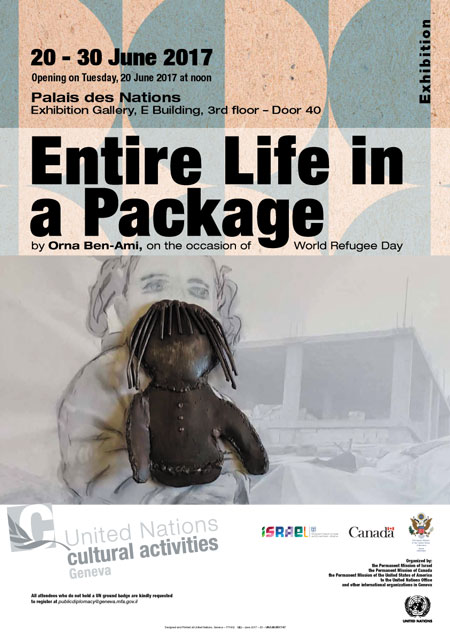 Exhibition
20 - 30 June 2017
Opening on Tuesday, 20 June 2017 at noon
Palais des Nations
Exhibition Gallery, E Building, 3rd floor – Door 40
Entire Life in
a Package
by Orna Ben-Ami, on the occasion of World Refugee Day
C
United Nations
cultural activities
Geneva
ISRAEL
Canada
Organized by:
the Permanent Mission of Israel
the Permanent Mission of Canada
the Permanent Mission of the United States of America
to the United Nations Office
and other international organizations in Geneva
All attendees who do not hold a UN ground badge are kindly requested
to register at publicdiplomacy@geneva.mfa.gov.il
UNITED NATIONS